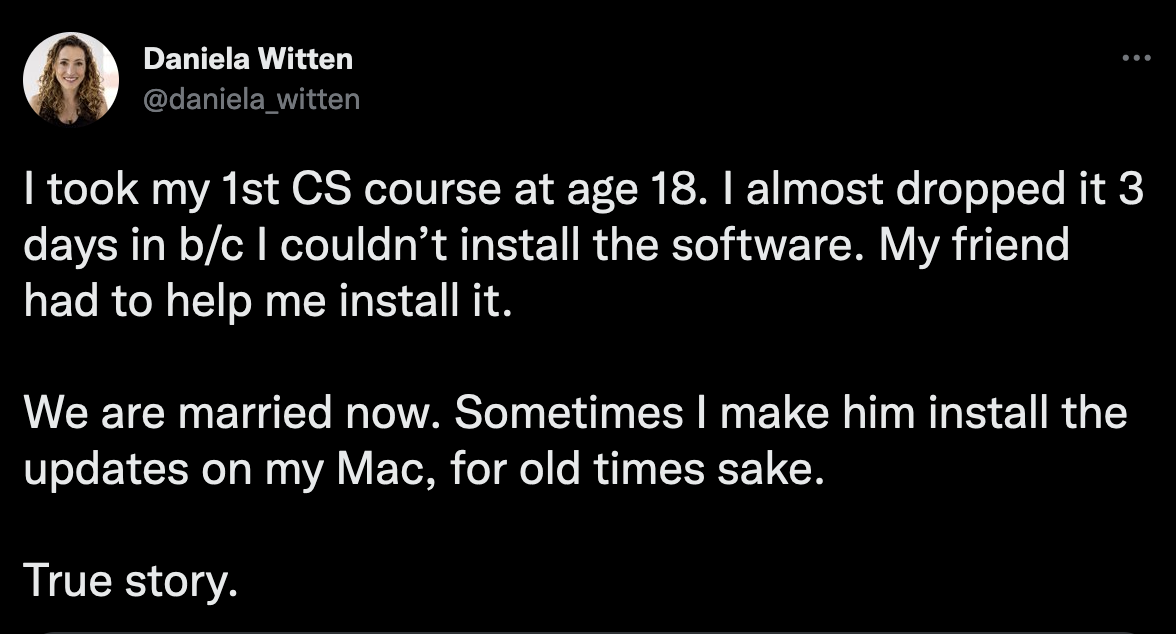 Daniela Witten
@daniela_witten
I took my 1st CS course at age 18. I almost dropped it 3
days in b/c I couldn’t install the software. My friend
had to help me install it.
We are married now. Sometimes I make him install the
updates on my Mac, for old times sake.
True story.